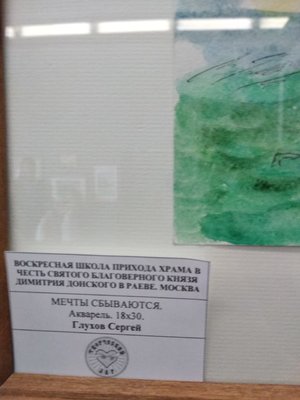 ВОСКРЕСНАЯ ШКОЛА ПРИХОДА ХРАМА В
ЧЕСТЬ СВЯТОГО БЛАГОВЕРНОГО КНЯЗЯ
ДИМИТРИЯ ДОНСКОГО В РАЕВЕ. МОСКВА
МЕЧТЫ СБЫВАЮТСЯ.
Акварель. 18х30.
Глухов Сергей